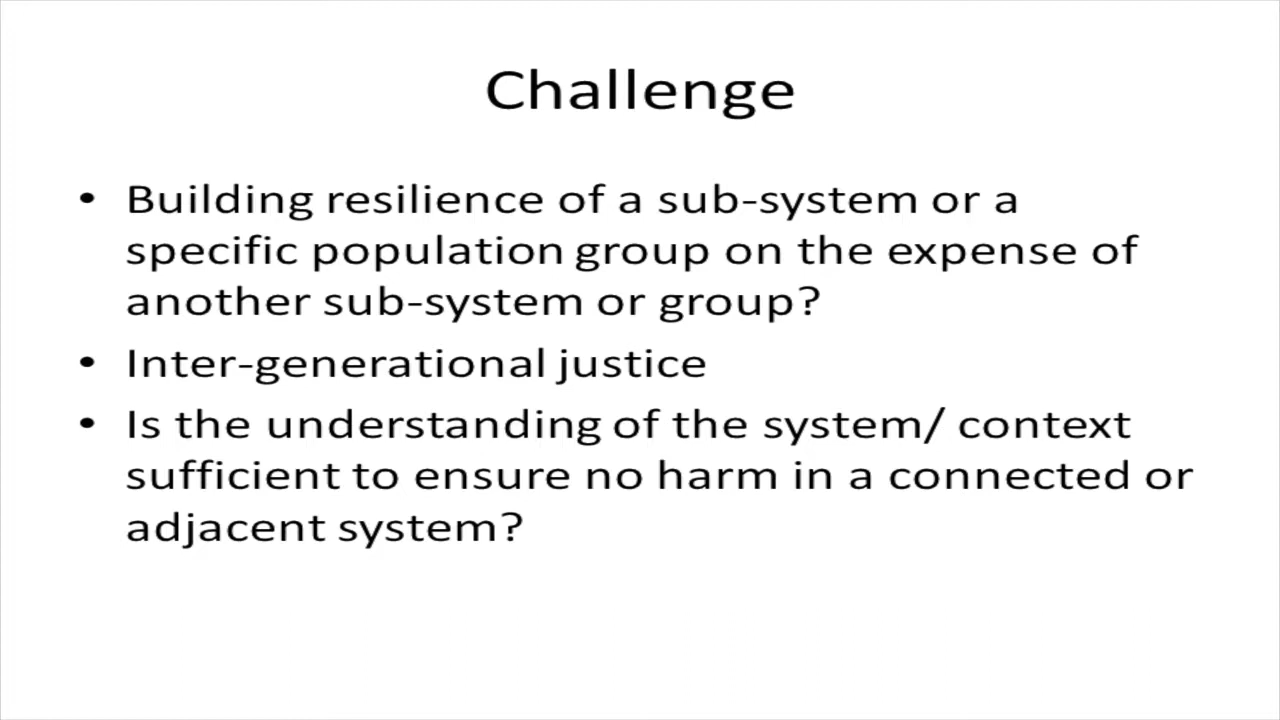 Challenge
• Building resilience of a sub-system or a
specific population group on the expense of
another sub-system or group?
• Inter-generational justice
• Is the understanding of the system/ context
sufficient to ensure no harm in a connected or
adjacent system?